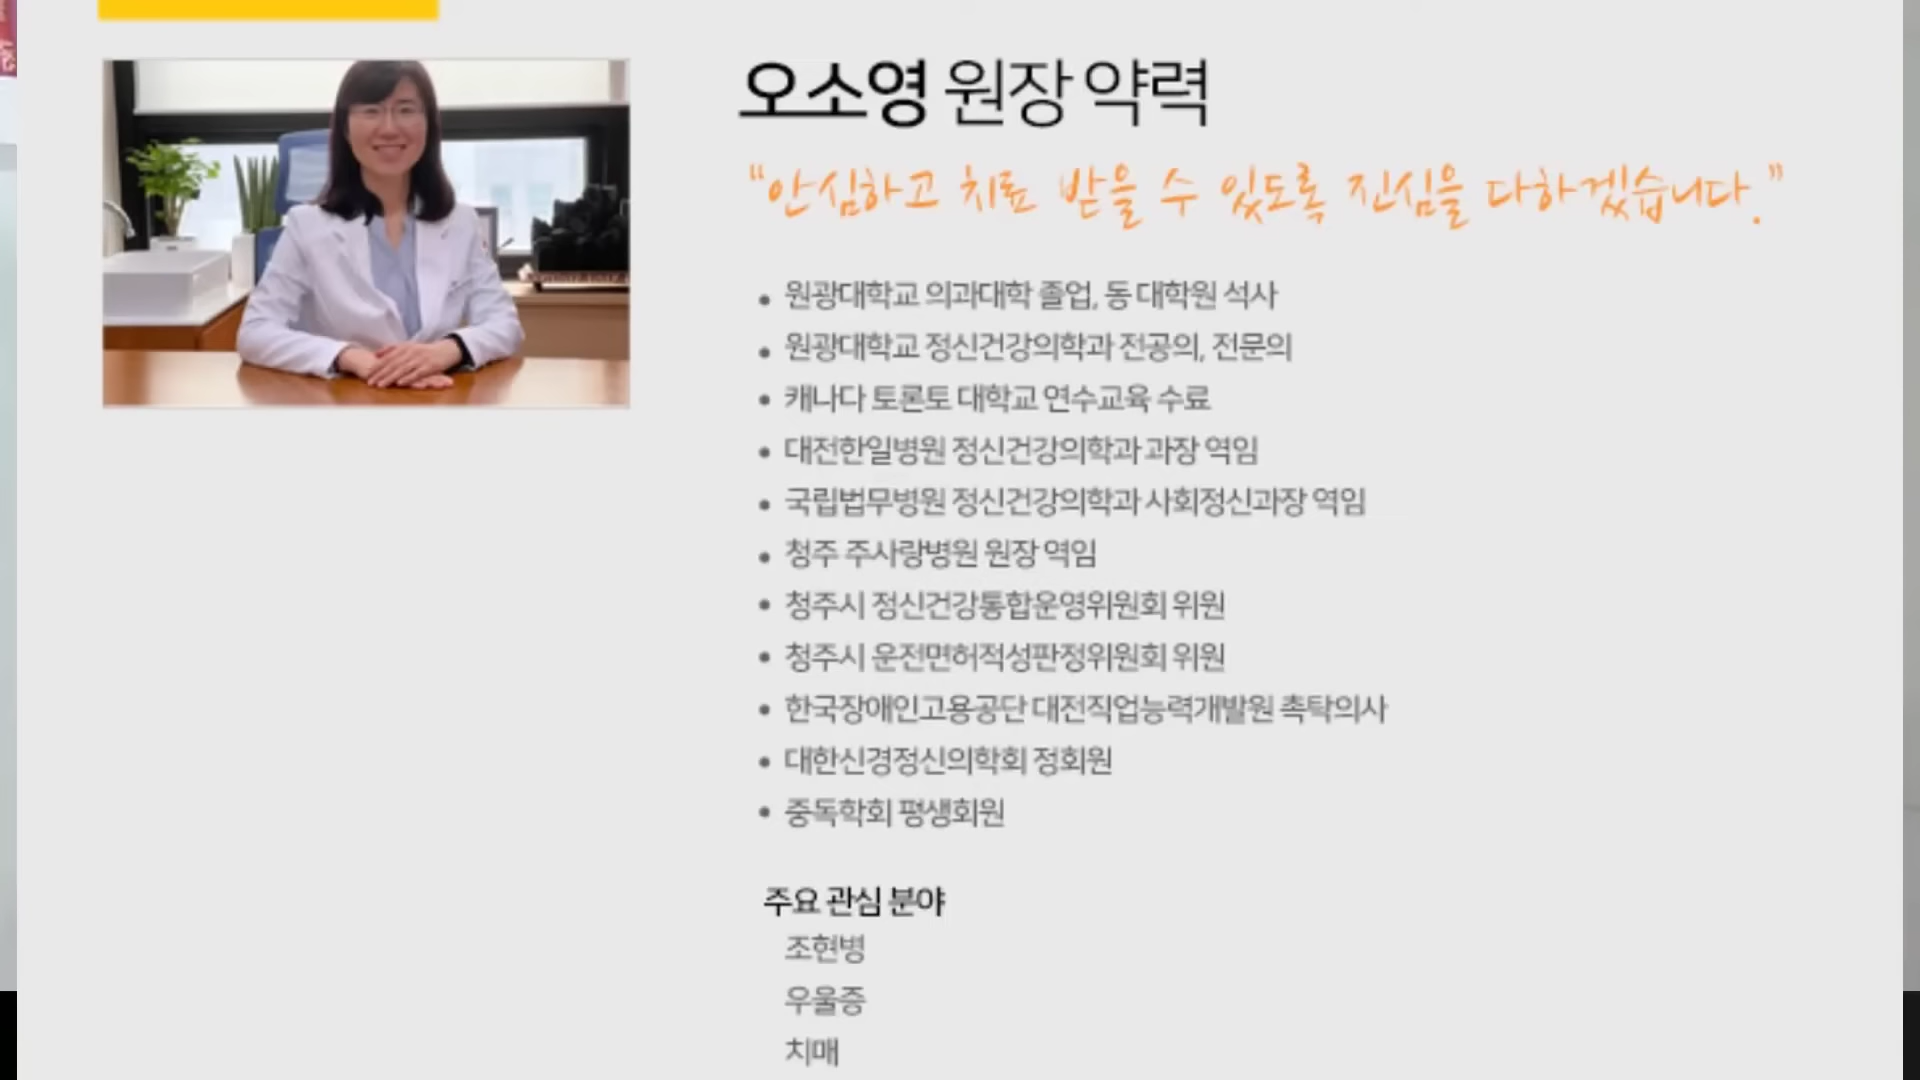 오소영 원장 약력
“안심하고 치료 받을 수 있도록 진심을 다하겠습니다.”
• 원광대학교 의과대학 졸업, 동 대학원 석사
• 원광대학교 정신건강의학과 전공의, 전문의
• 캐나다 토론토 대학교 연수교육 수료
• 대전한일병원 정신건강의학과 과장 역임
• 국립법무병원 정신건강의학과 사회정신과장 역임
• 청주 주사랑병원 원장 역임
• 청주시 정신건강통합운영위원회 위원
• 청주시 운전면허적성판정위원회 위원
• 한국장애인고용공단 대전직업능력개발원 촉탁의사
• 대한신경정신의학회 정회원
• 중독학회 평생회원
주요 관심 분야
조현병
우울증
치매